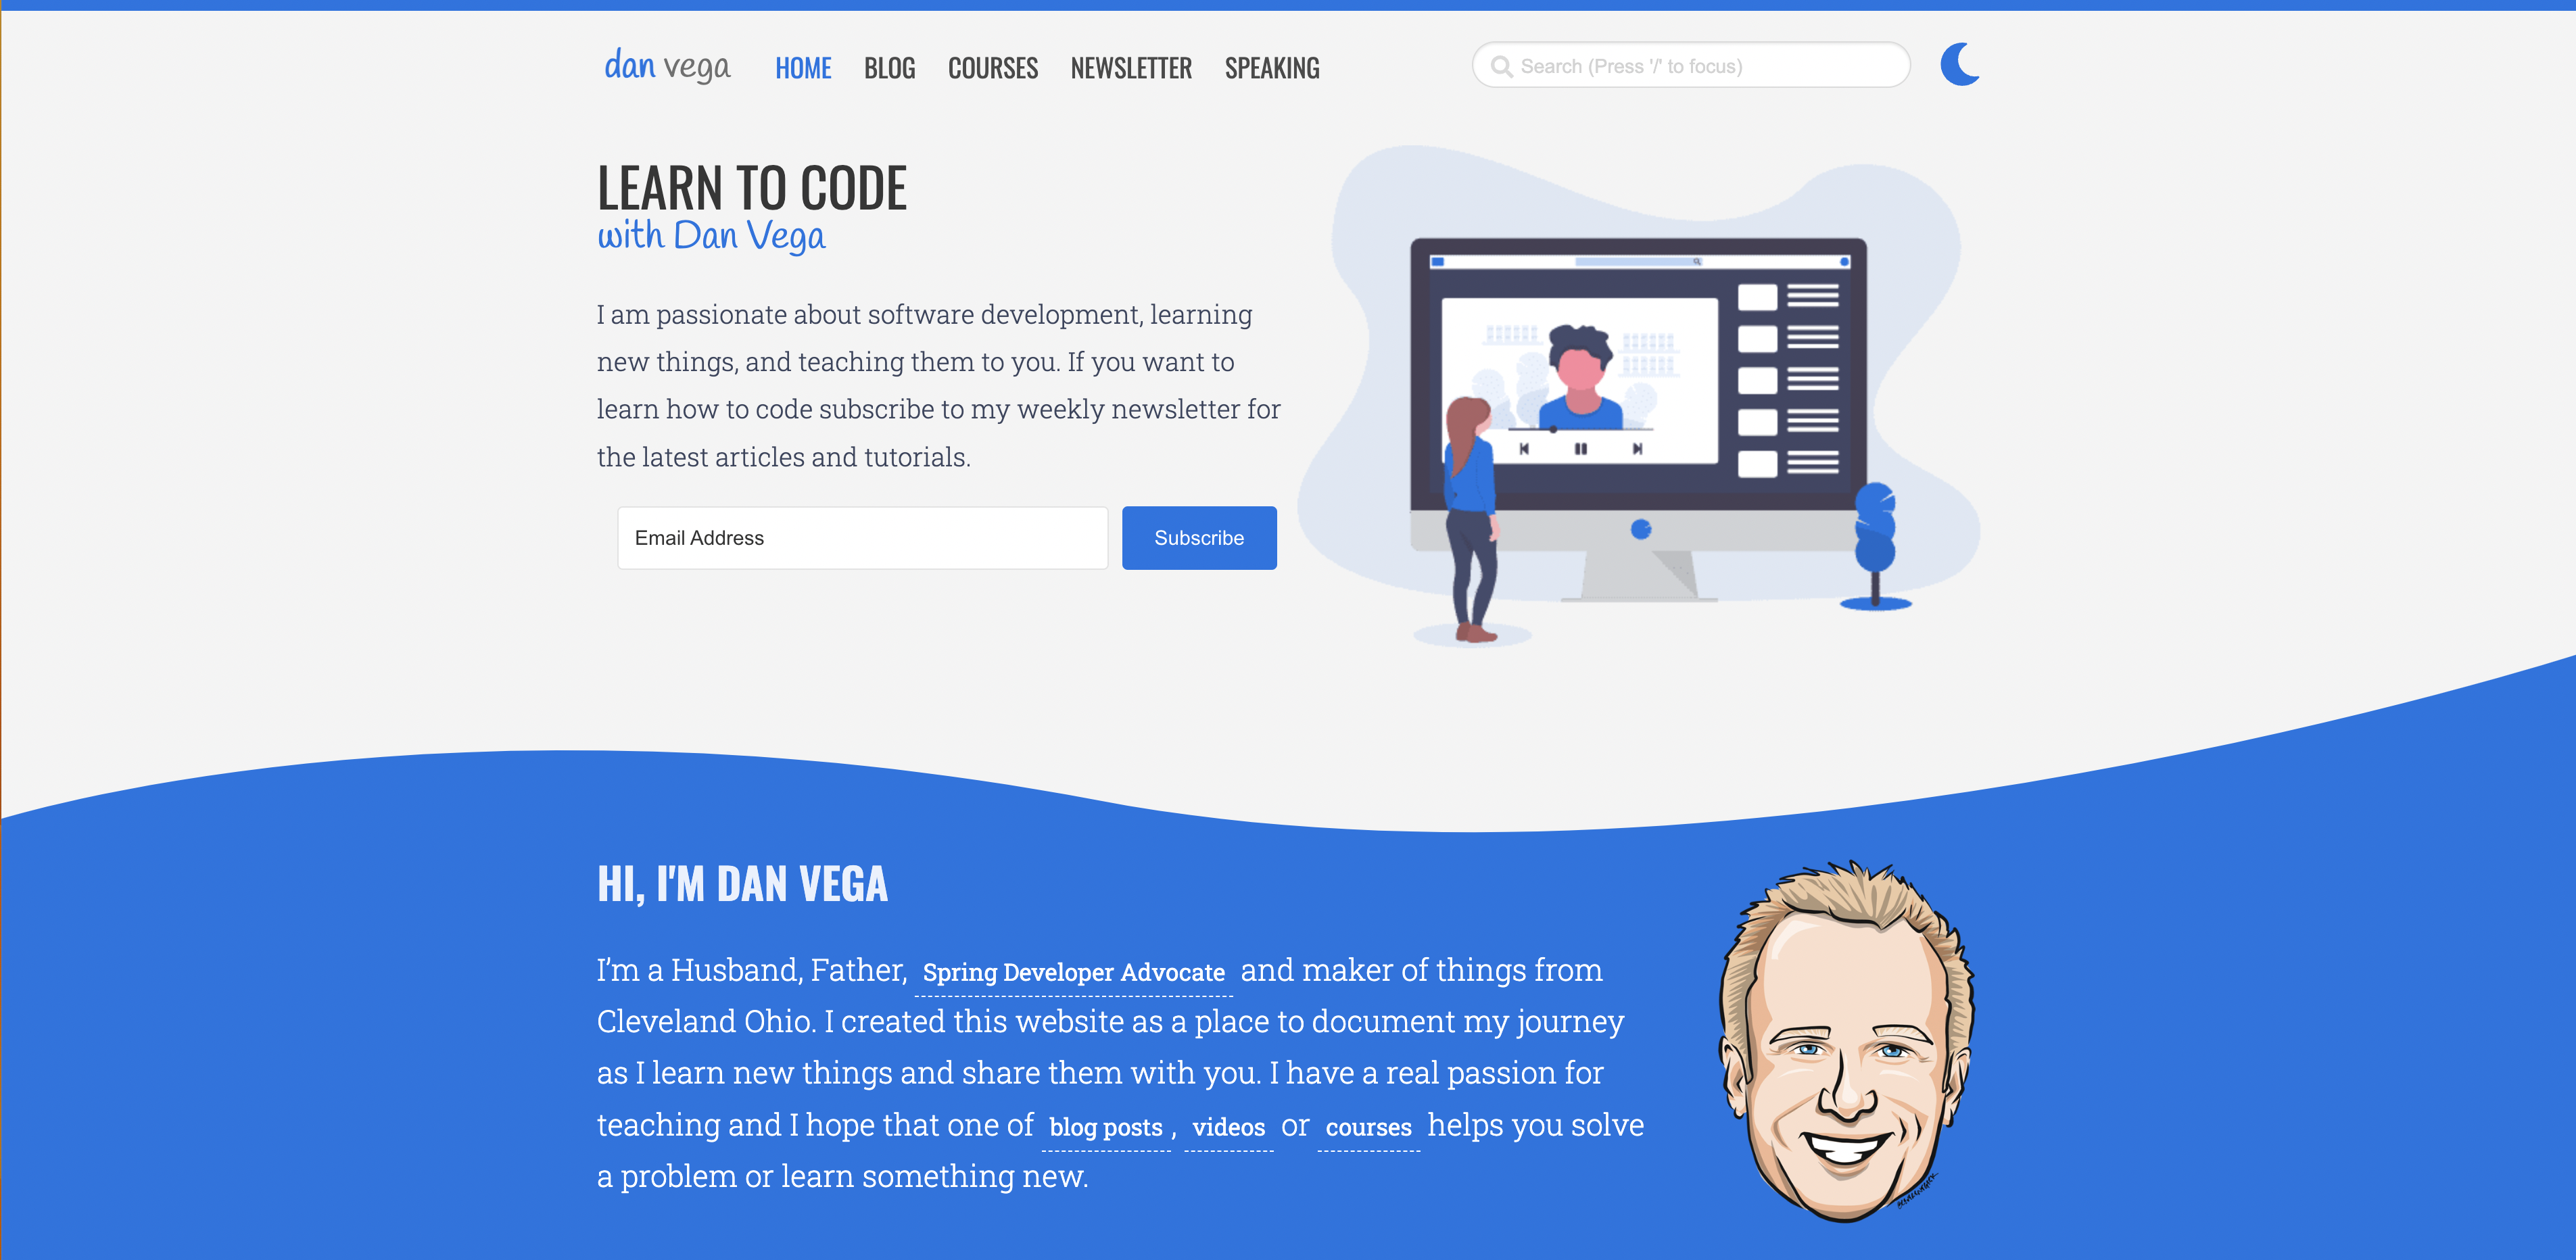 dan vega HOME BLOG COURSES NEWSLETTER SPEAKING Search (Press '/' to focus)
LEARN TO CODE
with Dan Vega
I am passionate about software development, learning
new things, and teaching them to you. If you want to
learn how to code subscribe to my weekly newsletter for
the latest articles and tutorials.
Email Address Subscribe
HI, I'M DAN VEGA
I’m a Husband, Father, Spring Developer Advocate and maker of things from
Cleveland Ohio. I created this website as a place to document my journey
as I learn new things and share them with you. I have a real passion for
teaching and I hope that one of blog posts , videos or courses helps you solve
a problem or learn something new.